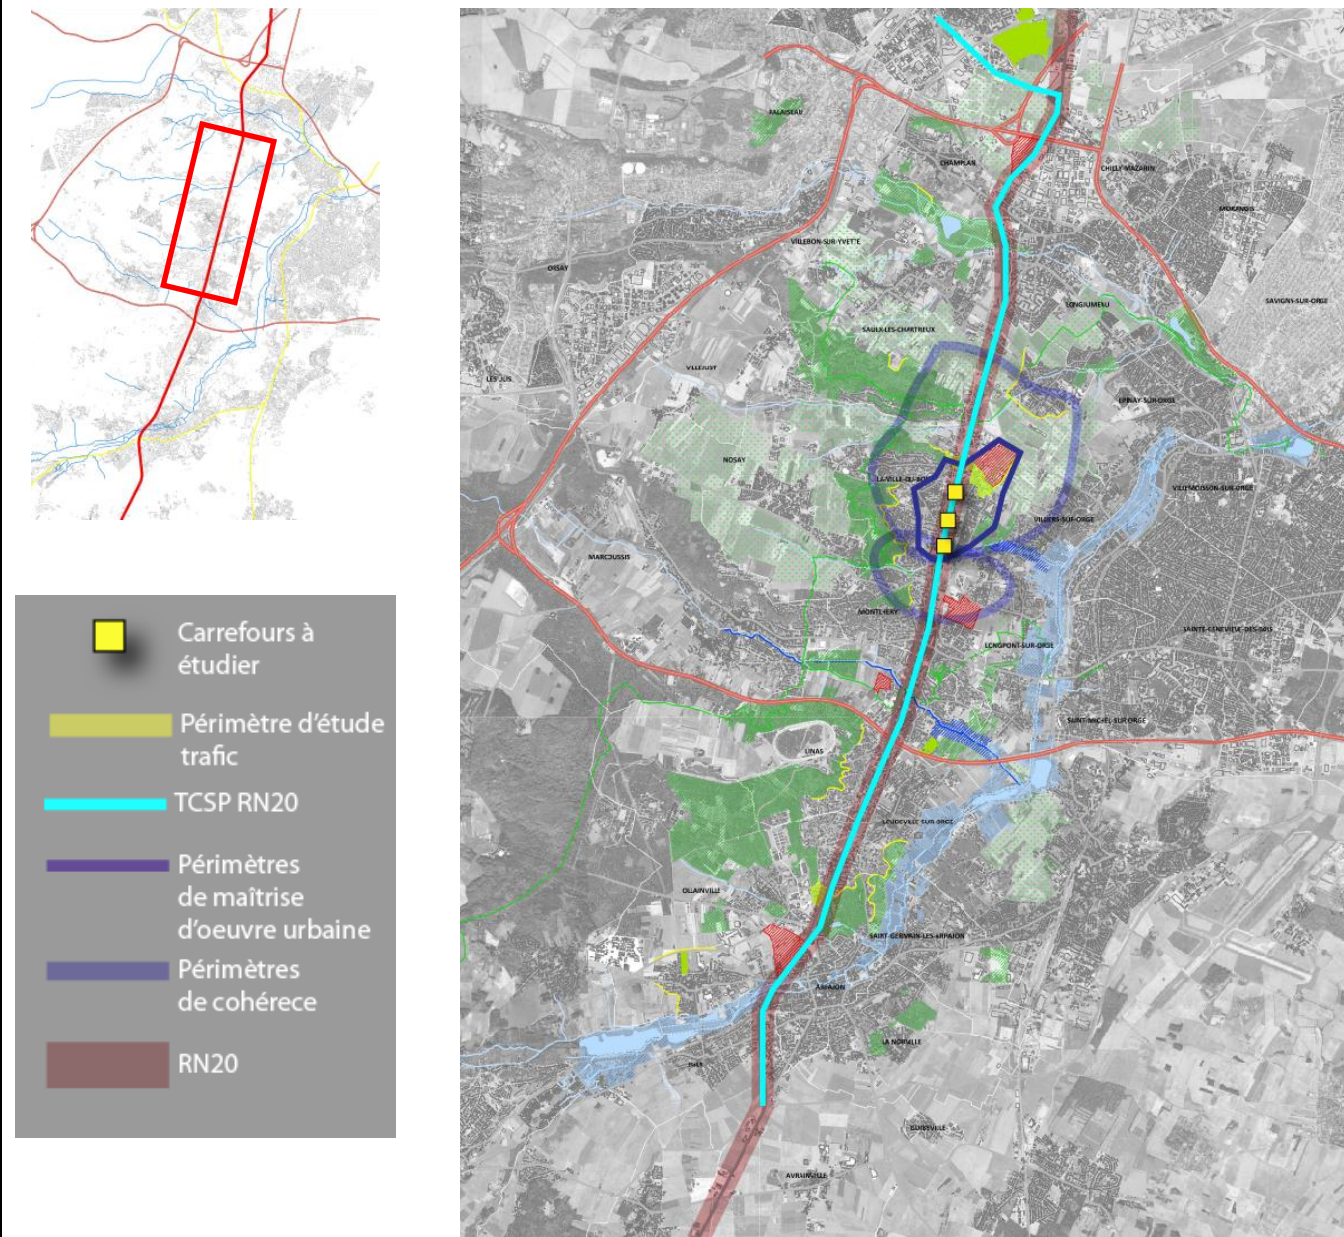 Carrefours à
étudier
Périmètre d'étude
trafic
TCSP RN20
Périmètres
de maîtrise
d'oeuvre urbaine
Périmètres
de cohérece
RN20
PALAISEAU
CHAMPLAN
CHILLY-MAZARIN
MORANGIS
VILLEBON-SUR-YVETTE
ORSAY
SAVIGNY-SUR-ORGE
LONGJUMEAU
SAULX-LES-CHARTREUX
VILLEJUST
LES ULIS
EPINAY-SUR-ORGE
NOZAY
LA-VILLE-DU-BOIS
VILLEMOISSON-SUR-ORGE
VILLIERS-SUR-ORGE
MARCOUSSIS
MONTLHERY
SAINTE-GENEVIEVE-DES-BOIS
LONGPONT-SUR-ORGE
SAINT-MICHEL-SUR-ORGE
LINAS
LEUDEVILLE-SUR-ORGE
OLLAINVILLE
SAINT-GERMAIN-LES-ARPAJON
ARPAJON
LA NORVILLE
EGLY
GUIBEVILLE
AVRAINVILLE